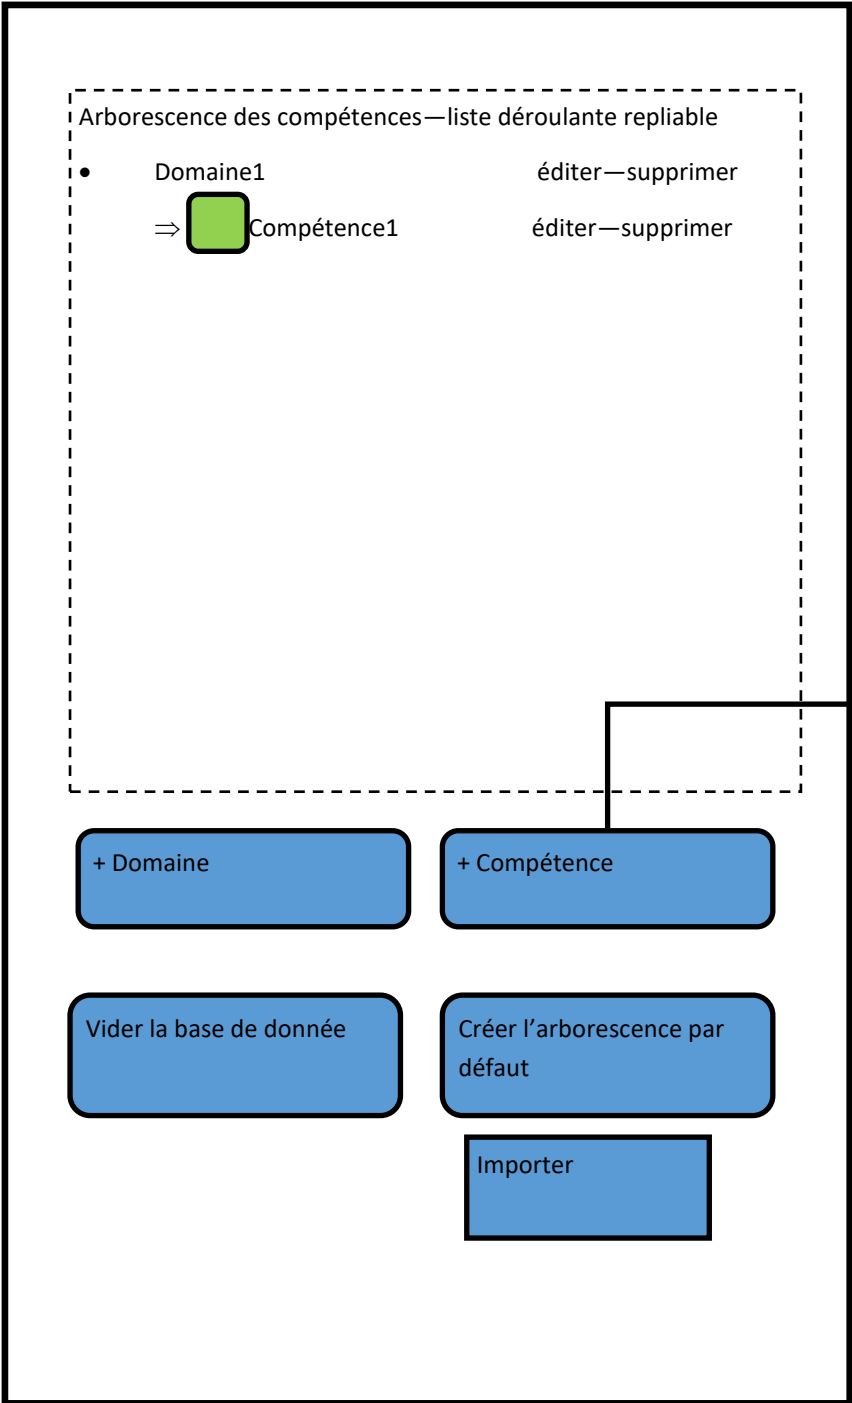 Arborescence des compétences—liste déroulante repliable
• Domaine1 éditer—supprimer
⇒ Compétence1 éditer—supprimer
+ Domaine
+ Compétence
Vider la base de donnée
Créer l’arborescence par
défaut
Importer